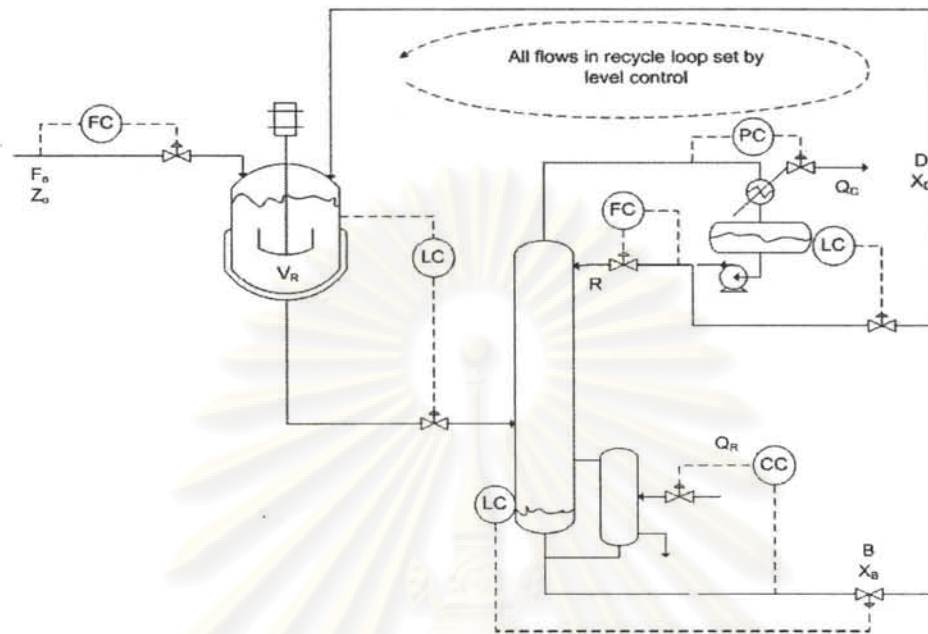 All flows in recycle loop set by
level control
FC
PC
D
F₀
Z₀
Q_C
X_D
FC
LC
LC
V_R
R
Q_R
CC
LC
B
X_B